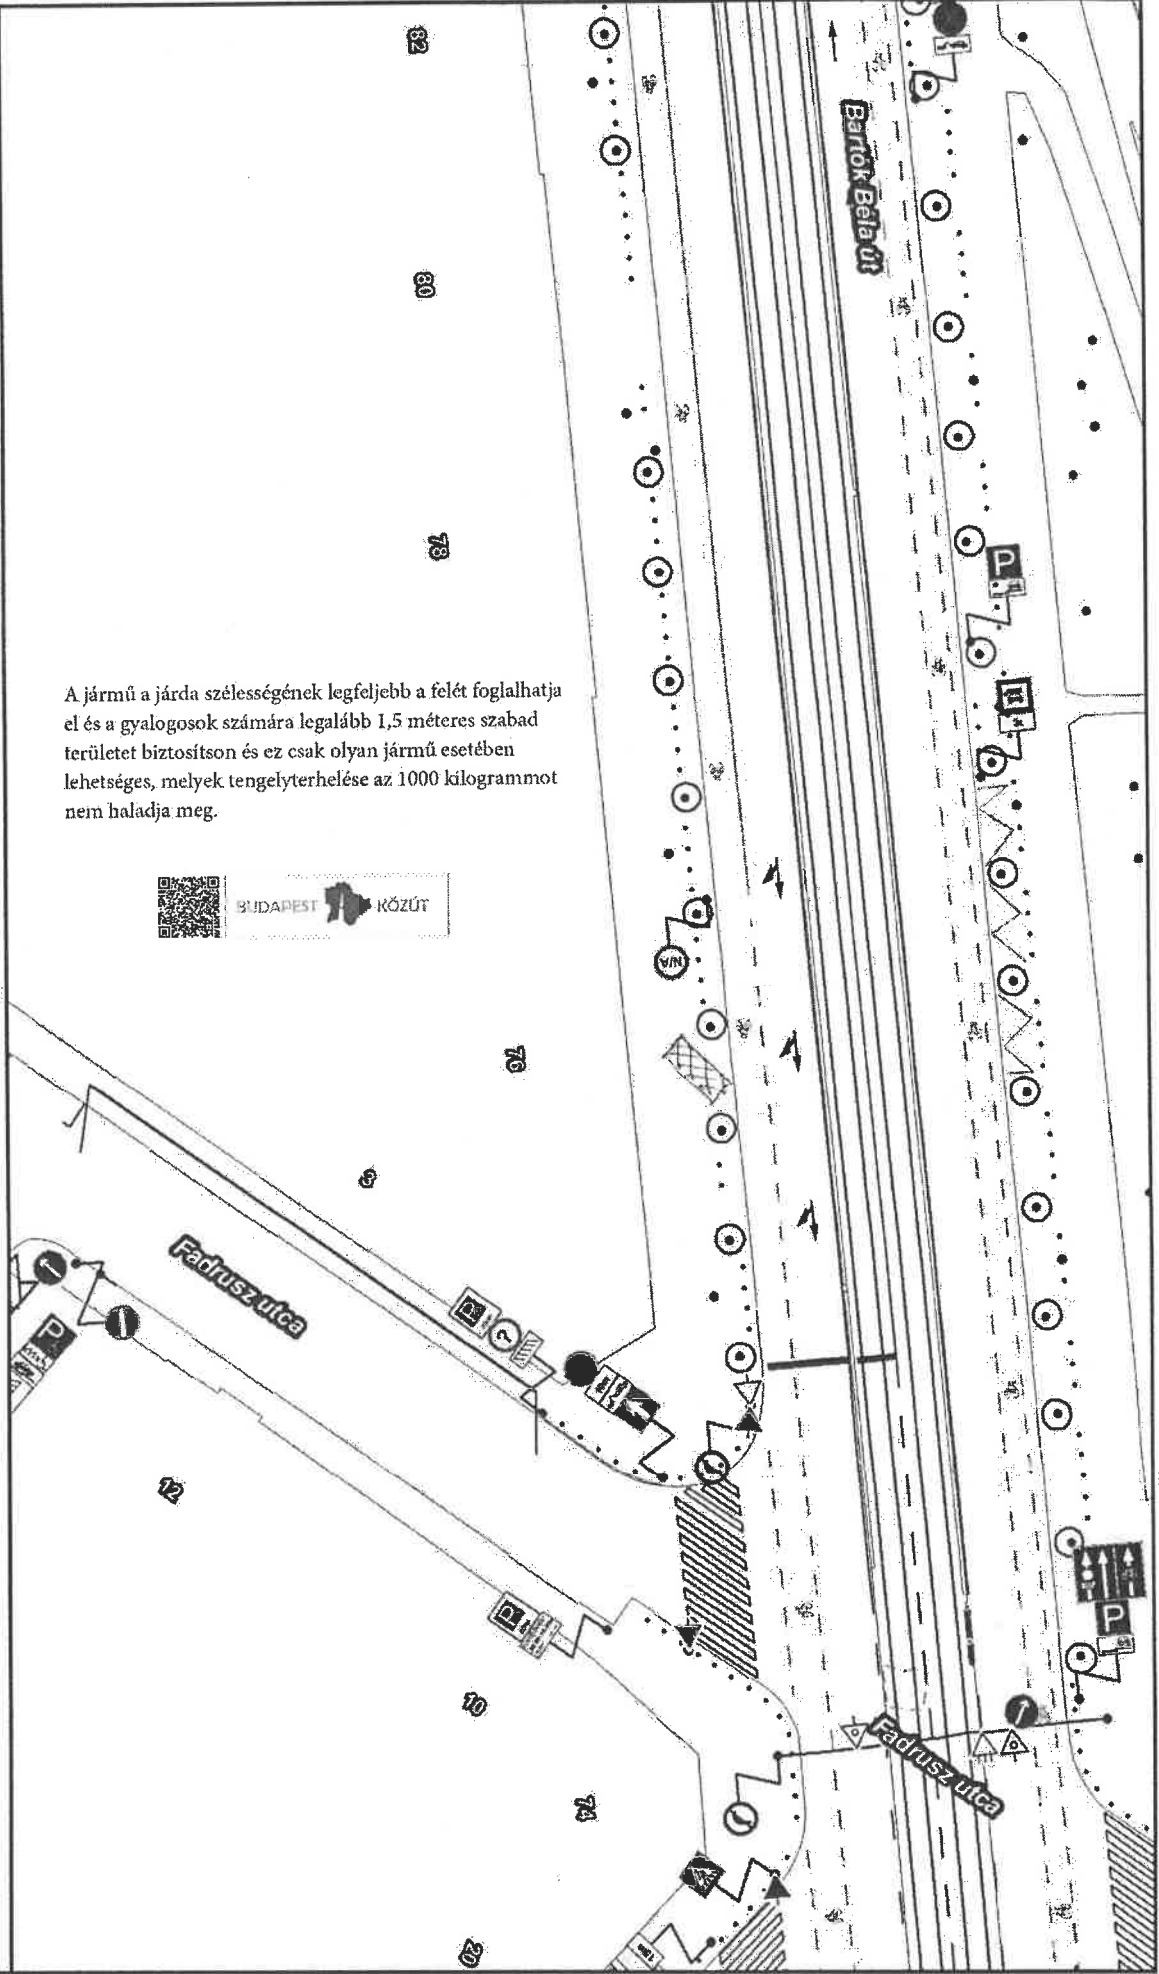 82
Bartók Béla út
80
78
P
A jármű a járda szélességének legfeljebb a felét foglalhatja
el és a gyalogosok számára legalább 1,5 méteres szabad
területet biztosítson és ez csak olyan jármű esetében
lehetséges, melyek tengelyterhelése az 1000 kilogrammot
nem haladja meg.
BUDAPEST KÖZÚT
N/A
76
3
Fadrusz utca
P
?
12
P
10
Fadrusz utca
74
20